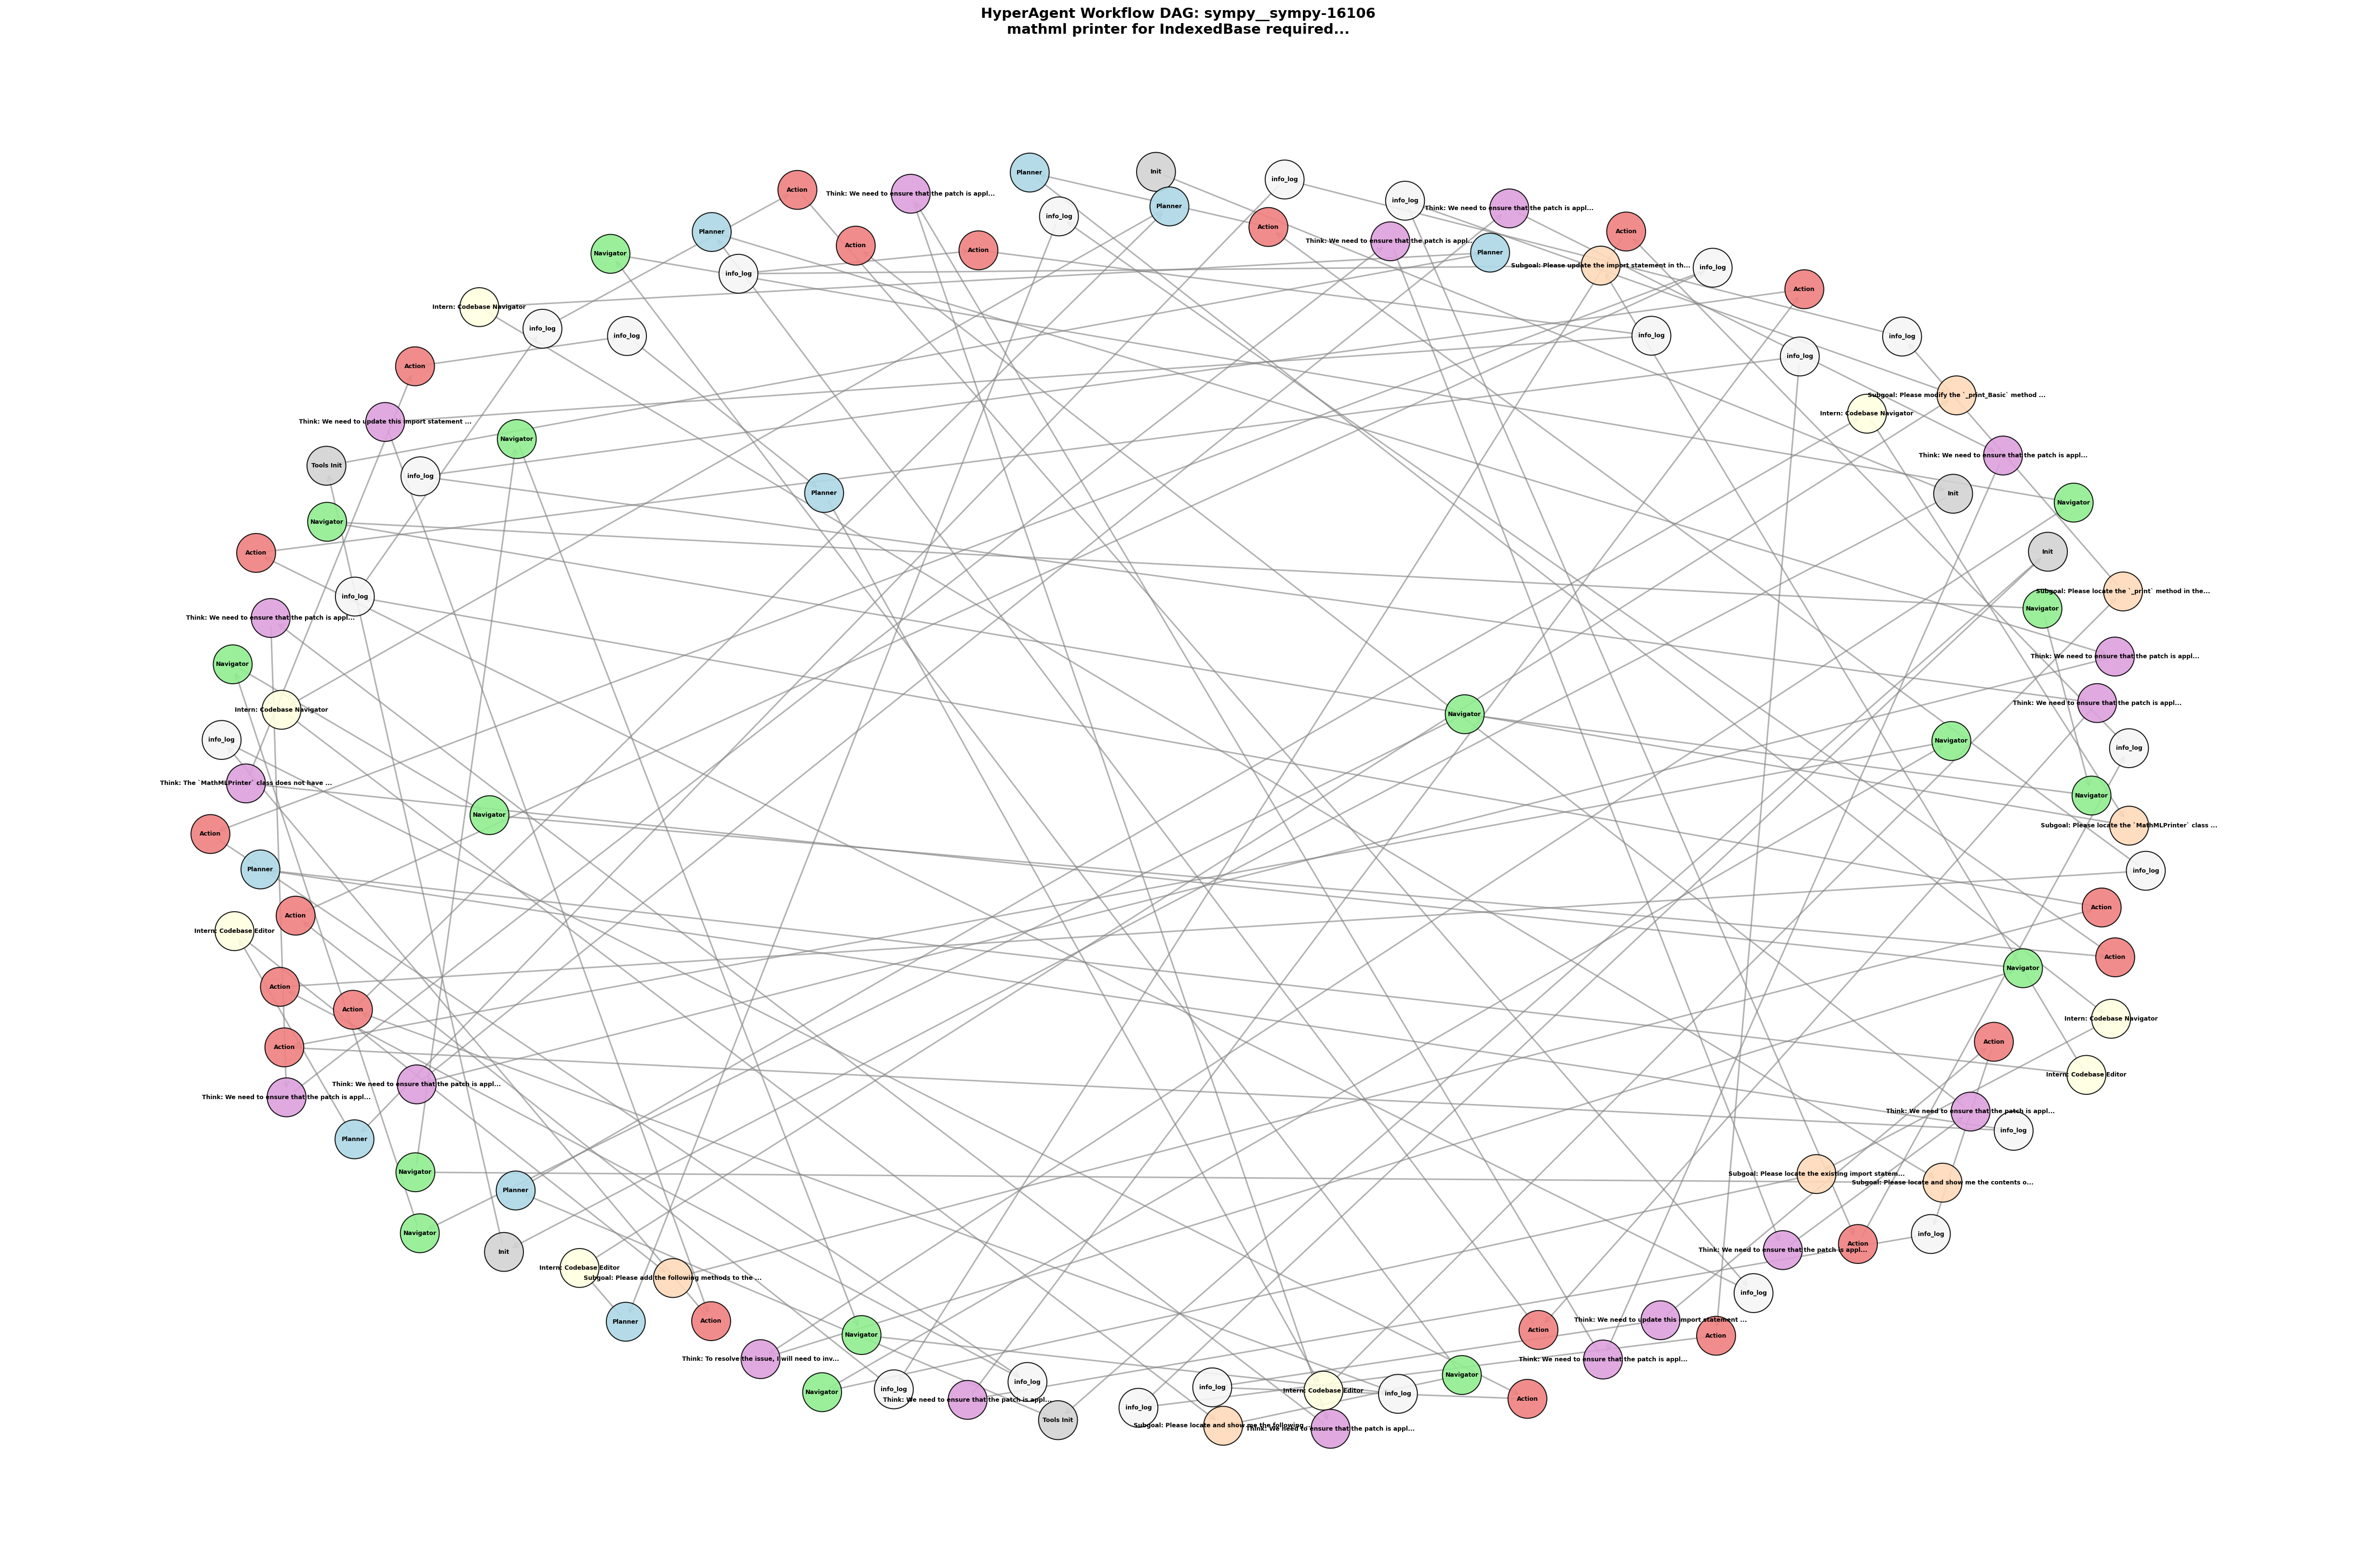 HyperAgent Workflow DAG: sympy__sympy-16106
mathml printer for IndexedBase required...
Planner
Init
info_log
Action
Think: We need to ensure that the patch is appl...
info_log
Planner
Think: We need to ensure that the patch is appl...
info_log
Action
Planner
Action
Action
Think: We need to ensure that the patch is appl...
Planner
Action
Navigator
Action
info_log
Subgoal: Please update the import statement in th...
info_log
Action
Intern: Codebase Navigator
info_log
info_log
info_log
info_log
info_log
Action
Subgoal: Please modify the `_print_Basic` method ...
Intern: Codebase Navigator
Think: We need to update this import statement ...
Navigator
Think: We need to ensure that the patch is appl...
Tools Init
info_log
Planner
Init
Navigator
Navigator
Action
Init
Subgoal: Please locate the `_print` method in the...
info_log
Navigator
Think: We need to ensure that the patch is appl...
Think: We need to ensure that the patch is appl...
Navigator
Think: We need to ensure that the patch is appl...
Intern: Codebase Navigator
Navigator
info_log
Navigator
info_log
Think: The `MathMLPrinter` class does not have ...
Navigator
Navigator
Subgoal: Please locate the `MathMLPrinter` class ...
Action
Planner
info_log
Action
Action
Intern: Codebase Editor
Action
Navigator
Action
Action
Intern: Codebase Navigator
Action
Action
Intern: Codebase Editor
Think: We need to ensure that the patch is appl...
Think: We need to ensure that the patch is appl...
Think: We need to ensure that the patch is appl...
info_log
Planner
Navigator
Subgoal: Please locate the existing import statem...
Subgoal: Please locate and show me the contents o...
Planner
Navigator
info_log
Action
Init
Think: We need to ensure that the patch is appl...
Intern: Codebase Editor
Subgoal: Please add the following methods to the ...
info_log
Planner
Action
Think: We need to update this import statement ...
Action
Navigator
Action
Think: To resolve the issue, I will need to inv...
Think: We need to ensure that the patch is appl...
Navigator
info_log
info_log
Navigator
info_log
info_log
Intern: Codebase Editor
Action
Think: We need to ensure that the patch is appl...
info_log
Tools Init
Subgoal: Please locate and show me the following
Think: We need to ensure that the patch is appl...